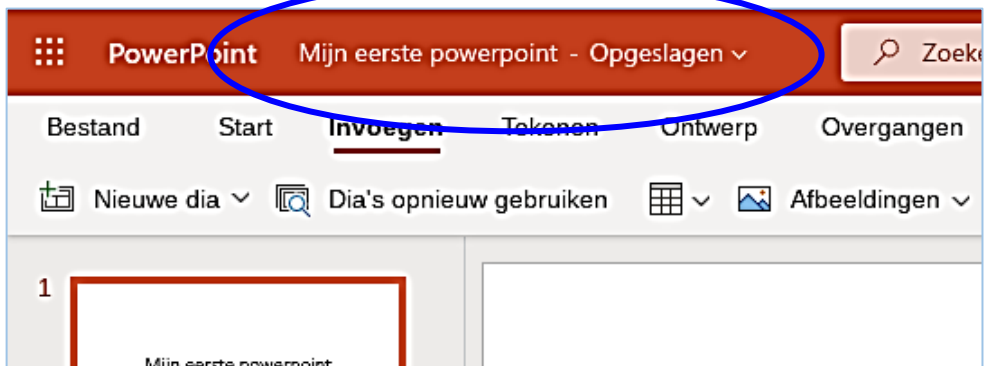 PowerPoint Mijn eerste powerpoint - Opgeslagen Zoeke
Bestand Start Invoegen Tekenen Ontwerp Overgangen
Nieuwe dia Dia's opnieuw gebruiken Afbeeldingen
1
Mijn eerste powerpoint